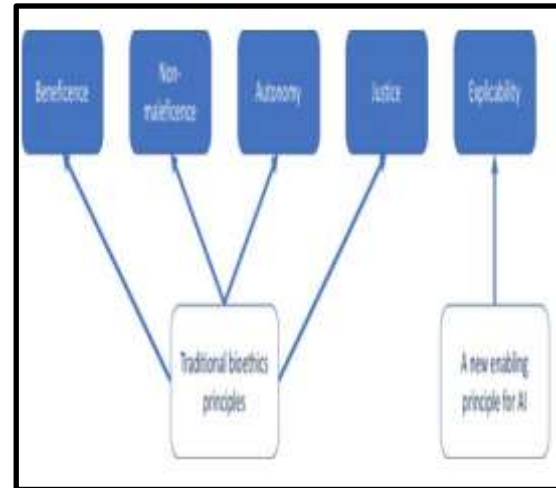 Beneficence
Non-
maleficence
Autonomy
Justice
Explicability
Traditional bioethics
principles
A new enabling
principle for AI